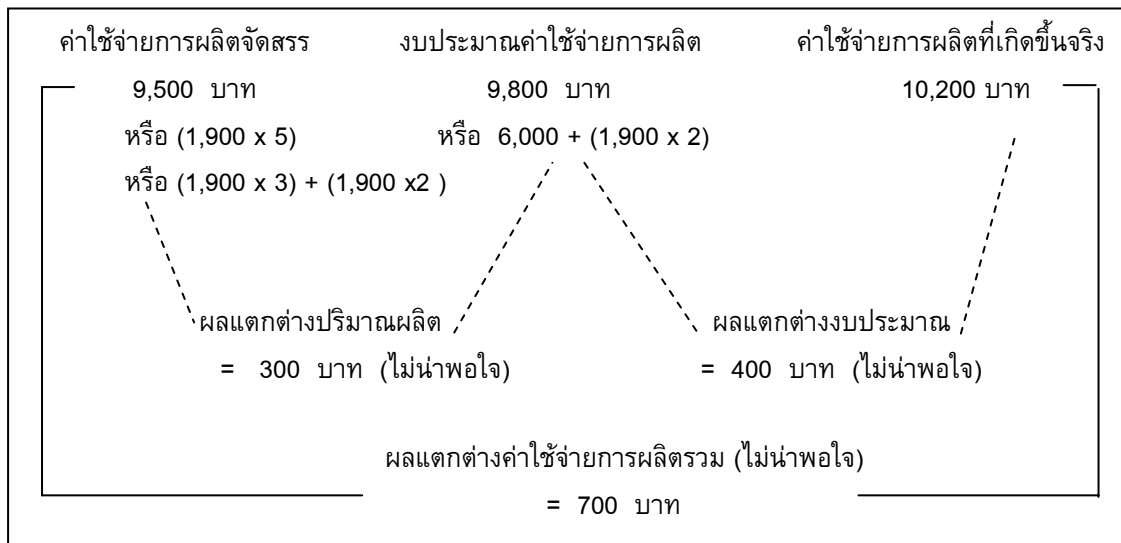 ค่าใช้จ่ายการผลิตจัดสรร งบประมาณค่าใช้จ่ายการผลิต ค่าใช้จ่ายการผลิตที่เกิดขึ้นจริง
9,500 บาท 9,800 บาท 10,200 บาท
หรือ (1,900 x 5) หรือ 6,000 + (1,900 x 2)
หรือ (1,900 x 3) + (1,900 x2 )
ผลแตกต่างปริมาณผลิต ผลแตกต่างงบประมาณ
= 300 บาท (ไม่น่าพอใจ) = 400 บาท (ไม่น่าพอใจ)
ผลแตกต่างค่าใช้จ่ายการผลิตรวม (ไม่น่าพอใจ)
= 700 บาท